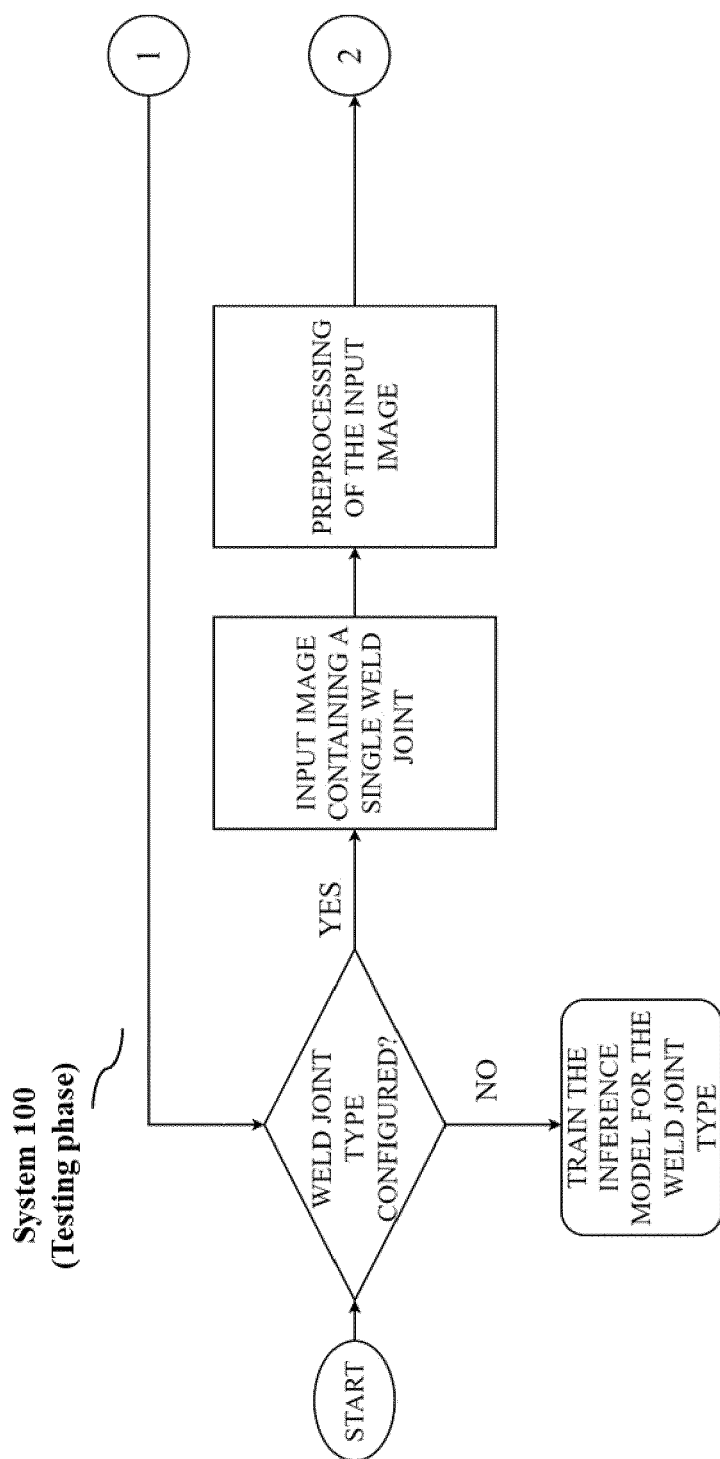 System 100
(Testing phase)
START
WELD JOINT
TYPE
CONFIGURED?
YES
NO
TRAIN THE
INFERENCE
MODEL FOR THE
WELD JOINT
TYPE
INPUT IMAGE
CONTAINING A
SINGLE WELD
JOINT
PREPROCESSING
OF THE INPUT
IMAGE
1
2